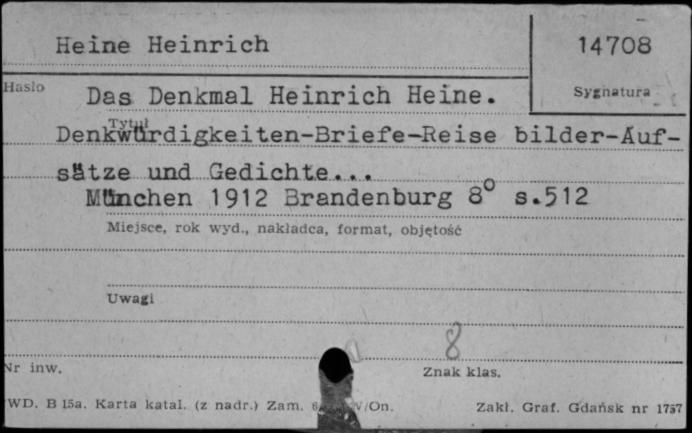 Heine Heinrich
14708
Hasło
Sygnatura
Das Denkmal Heinrich Heine.
Tytuł
Denkwürdigkeiten-Briefe-Reise bilder-Auf-
sätze und Gedichte...
München 1912 Brandenburg 8° s.512
Miejsce, rok wyd., nakładca, format, objętość
Uwagi
8
Nr inw.
Znak klas.
WD. B 15a. Karta katal. (z nadr.) Zam. /On.
Zakł. Graf. Gdańsk nr 1757